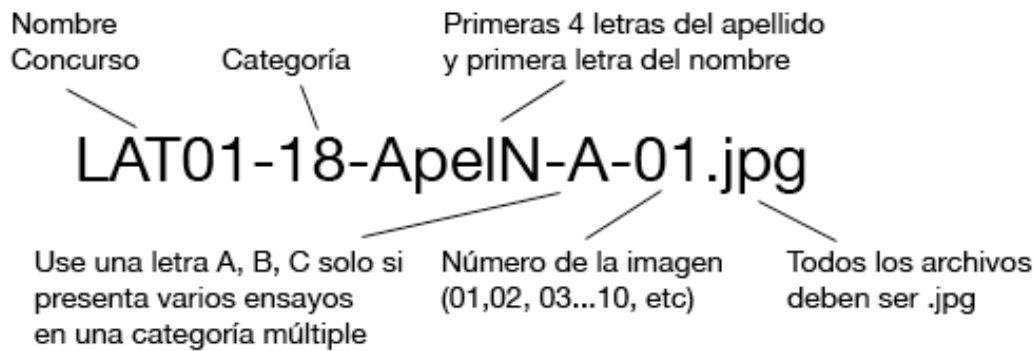 Nombre
Concurso
Categoría
Primeras 4 letras del apellido
y primera letra del nombre
LAT01-18-ApelN-A-01.jpg
Use una letra A, B, C solo si
presenta varios ensayos
en una categoría múltiple
Número de la imagen
(01,02, 03...10, etc)
Todos los archivos
deben ser .jpg